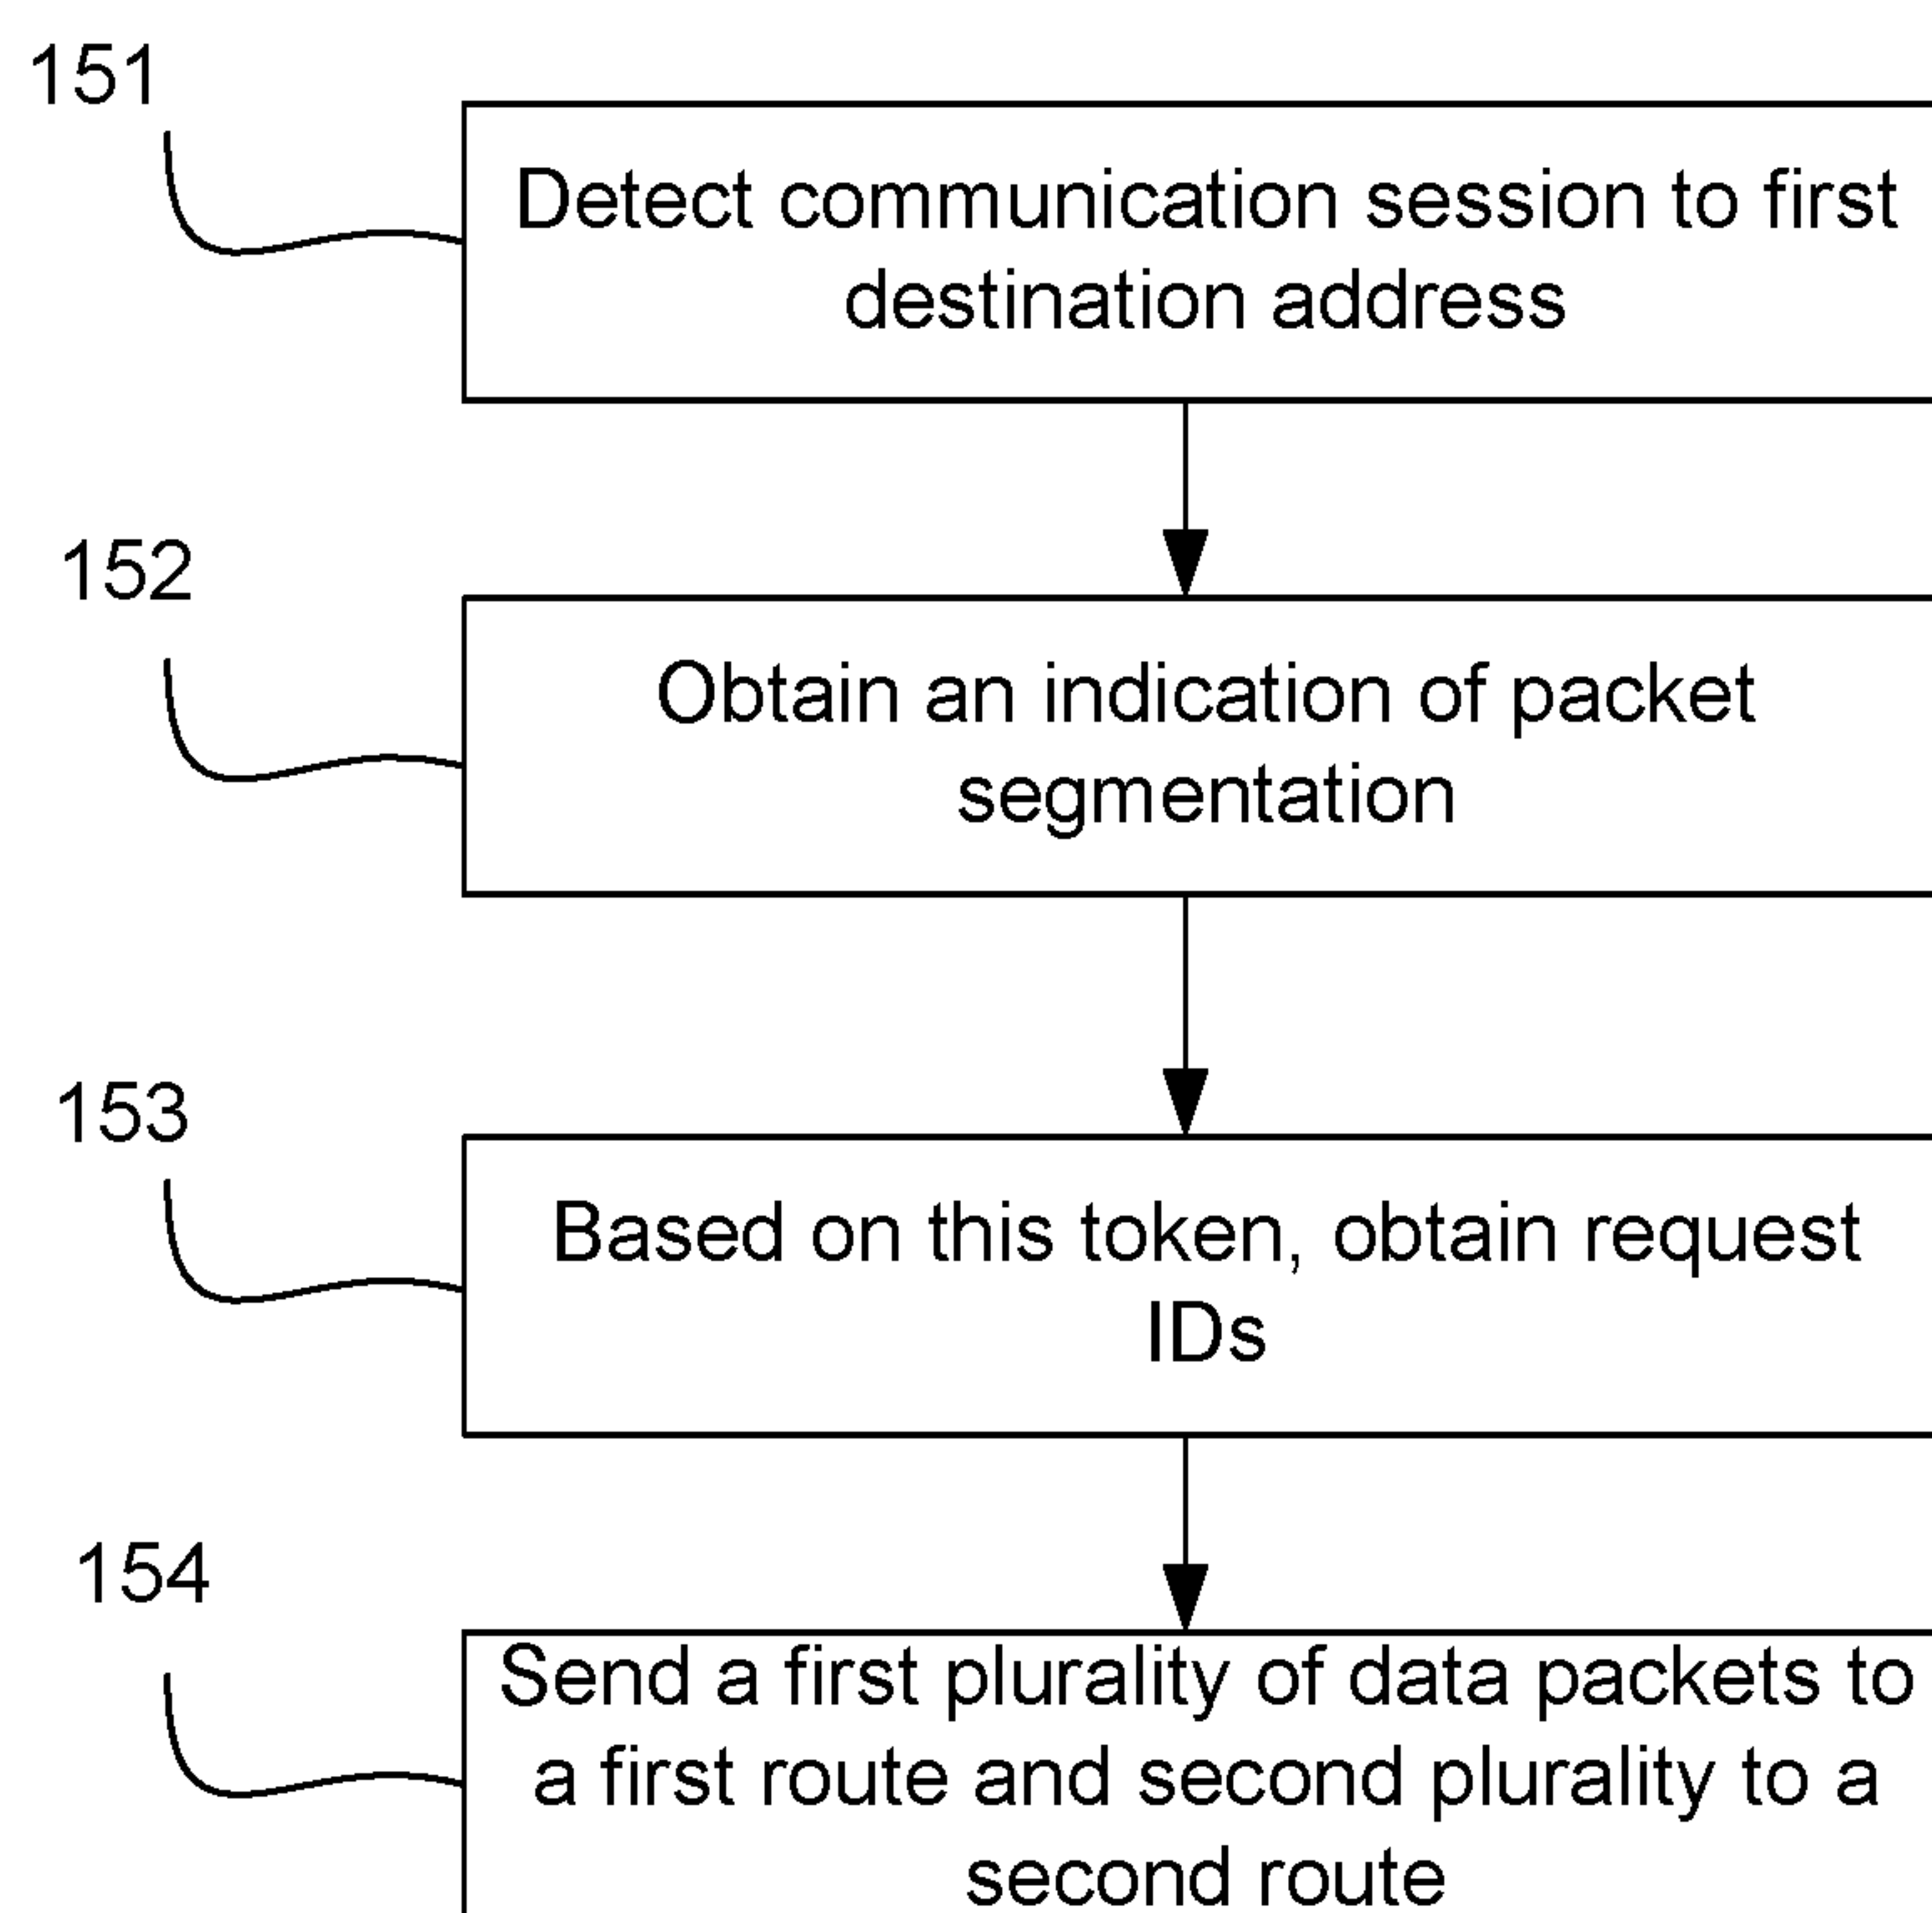 151
Detect communication session to first
destination address
152
Obtain an indication of packet
segmentation
153
Based on this token, obtain request
IDs
154
Send a first plurality of data packets to
a first route and second plurality to a
second route